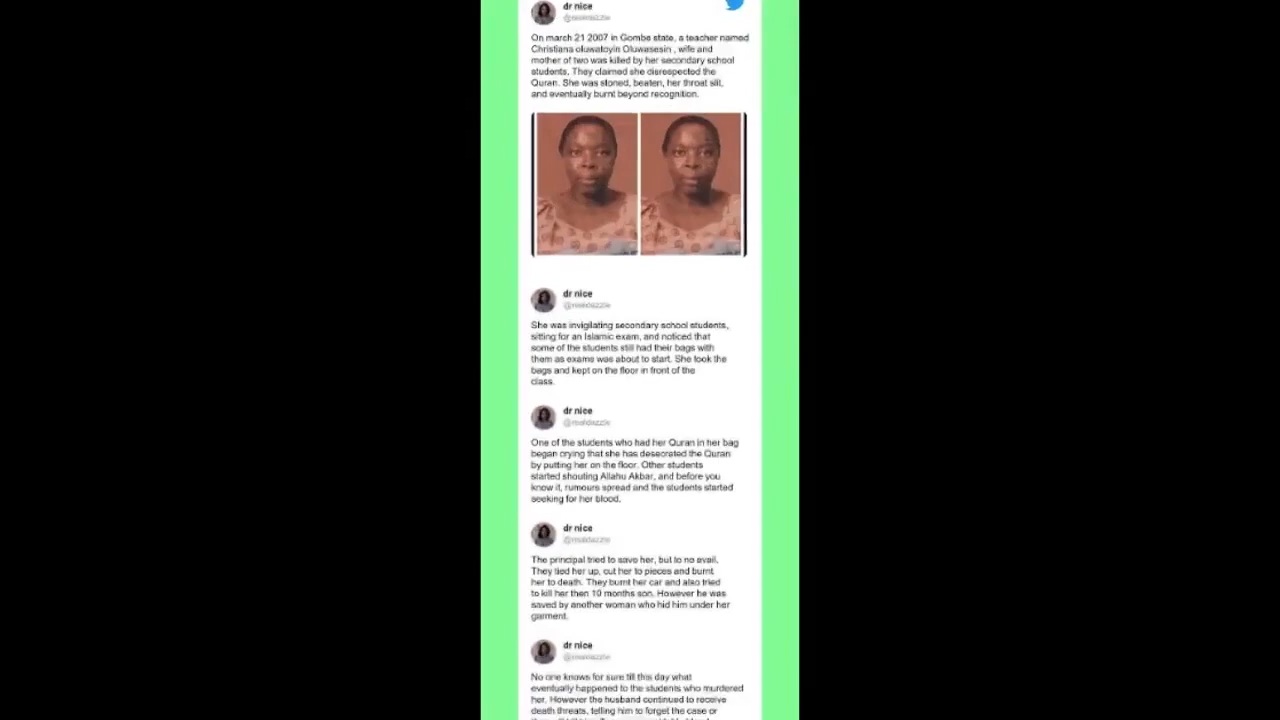 dr nice
On march 21 2007 in Gombe state, a teacher named
Christiana oluwatoyin Oluwasesin , wife and
mother of two was killed by her secondary school
students. They claimed she disrespected the
Quran. She was stoned, beaten, her throat slit,
and eventually burnt beyond recognition.
dr nice
@realdazzle
She was invigilating secondary school students,
sitting for an Islamic exam, and noticed that
some of the students still had their bags with
them as exams was about to start. She took the
bags and kept on the floor in front of the
class.
dr nice
@realdazzle
One of the students who had her Quran in her bag
began crying that she has desecrated the Quran
by putting her on the floor. Other students
started shouting Allahu Akbar, and before you
know it, rumours spread and the students started
seeking for her blood.
dr nice
@realdazzle
The principal tried to save her, but to no avail.
They tied her up, cut her to pieces and burnt
her to death. They burnt her car and also tried
to kill her then 10 months son. However he was
saved by another woman who hid him under her
garment.
dr nice
@realdazzle
No one knows for sure till this day what
eventually happened to the students who murdered
her. However the husband continued to receive
death threats, telling him to forget the case or